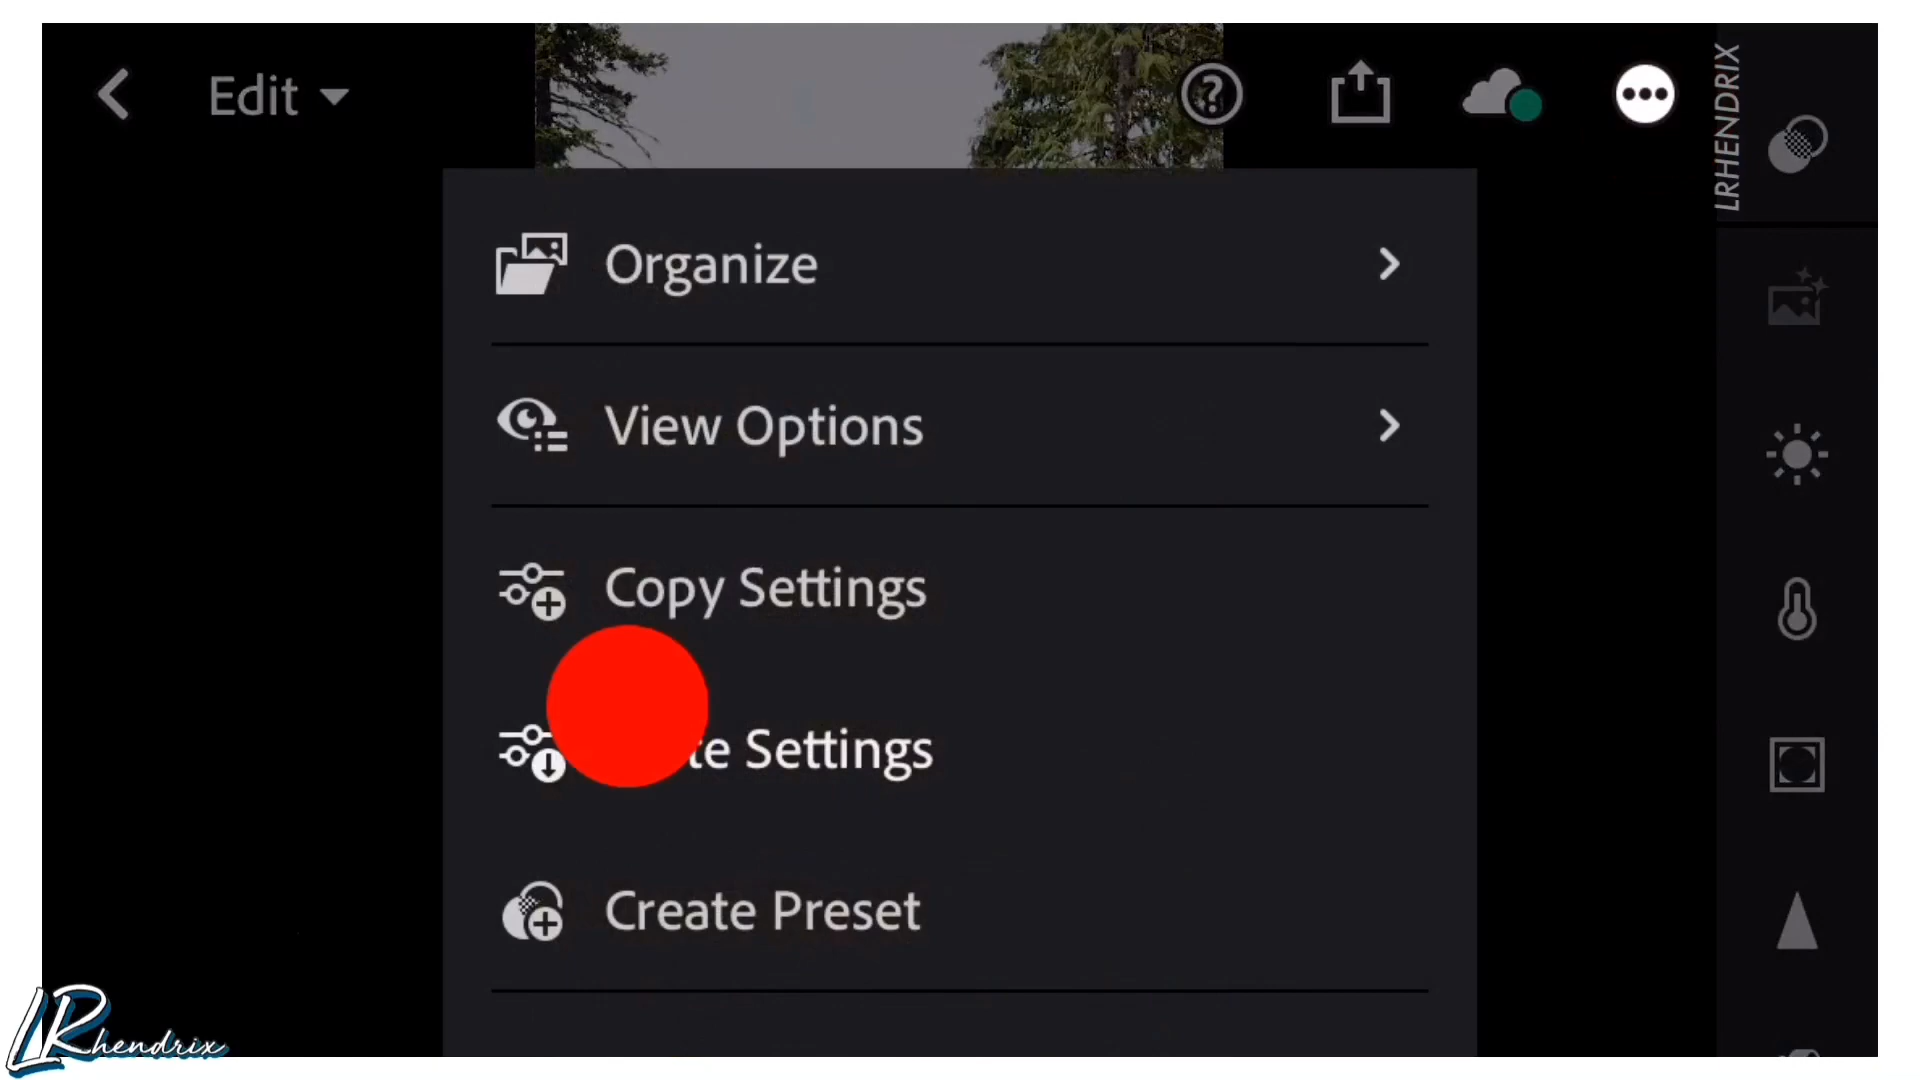 Edit
LRHENDRIX
Organize
View Options
Copy Settings
te Settings
Create Preset
LRhendrix